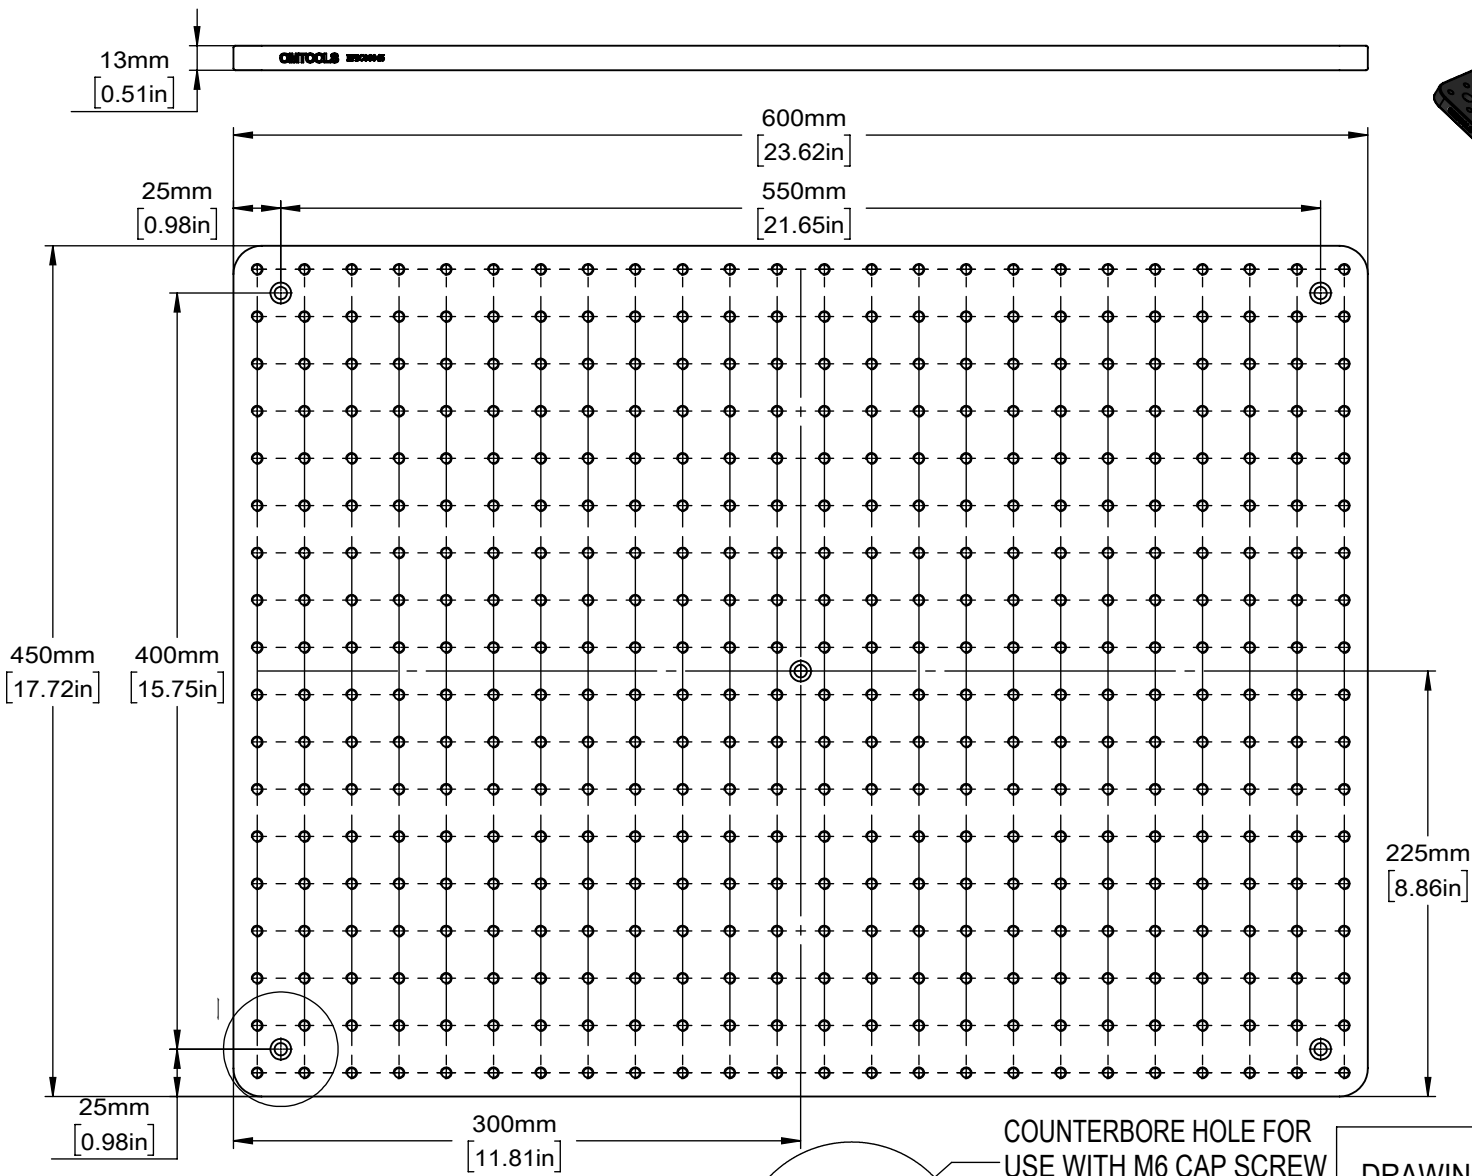 13mm
[0.51in]
OMTOOLS
600mm
[23.62in]
25mm
[0.98in]
550mm
[21.65in]
450mm
[17.72in]
400mm
[15.75in]
225mm
[8.86in]
25mm
[0.98in]
300mm
[11.81in]
COUNTERBORE HOLE FOR
USE WITH M6 CAP SCREW